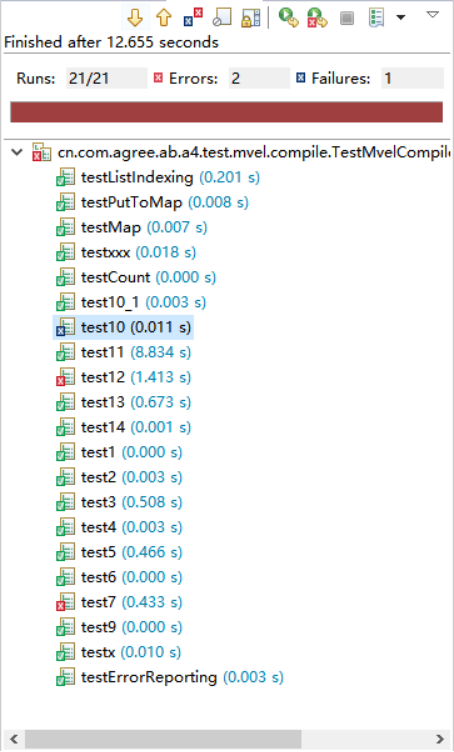 Finished after 12.655 seconds
Runs: 21/21 Errors: 2 Failures: 1
cn.com.agree.ab.a4.test.mvel.compile.TestMvelCompile
testListIndexing (0.201 s)
testPutToMap (0.008 s)
testMap (0.007 s)
testxxx (0.018 s)
testCount (0.000 s)
test10_1 (0.003 s)
test10 (0.011 s)
test11 (8.834 s)
test12 (1.413 s)
test13 (0.673 s)
test14 (0.001 s)
test1 (0.000 s)
test2 (0.003 s)
test3 (0.508 s)
test4 (0.003 s)
test5 (0.466 s)
test6 (0.000 s)
test7 (0.433 s)
test9 (0.000 s)
testx (0.010 s)
testErrorReporting (0.003 s)